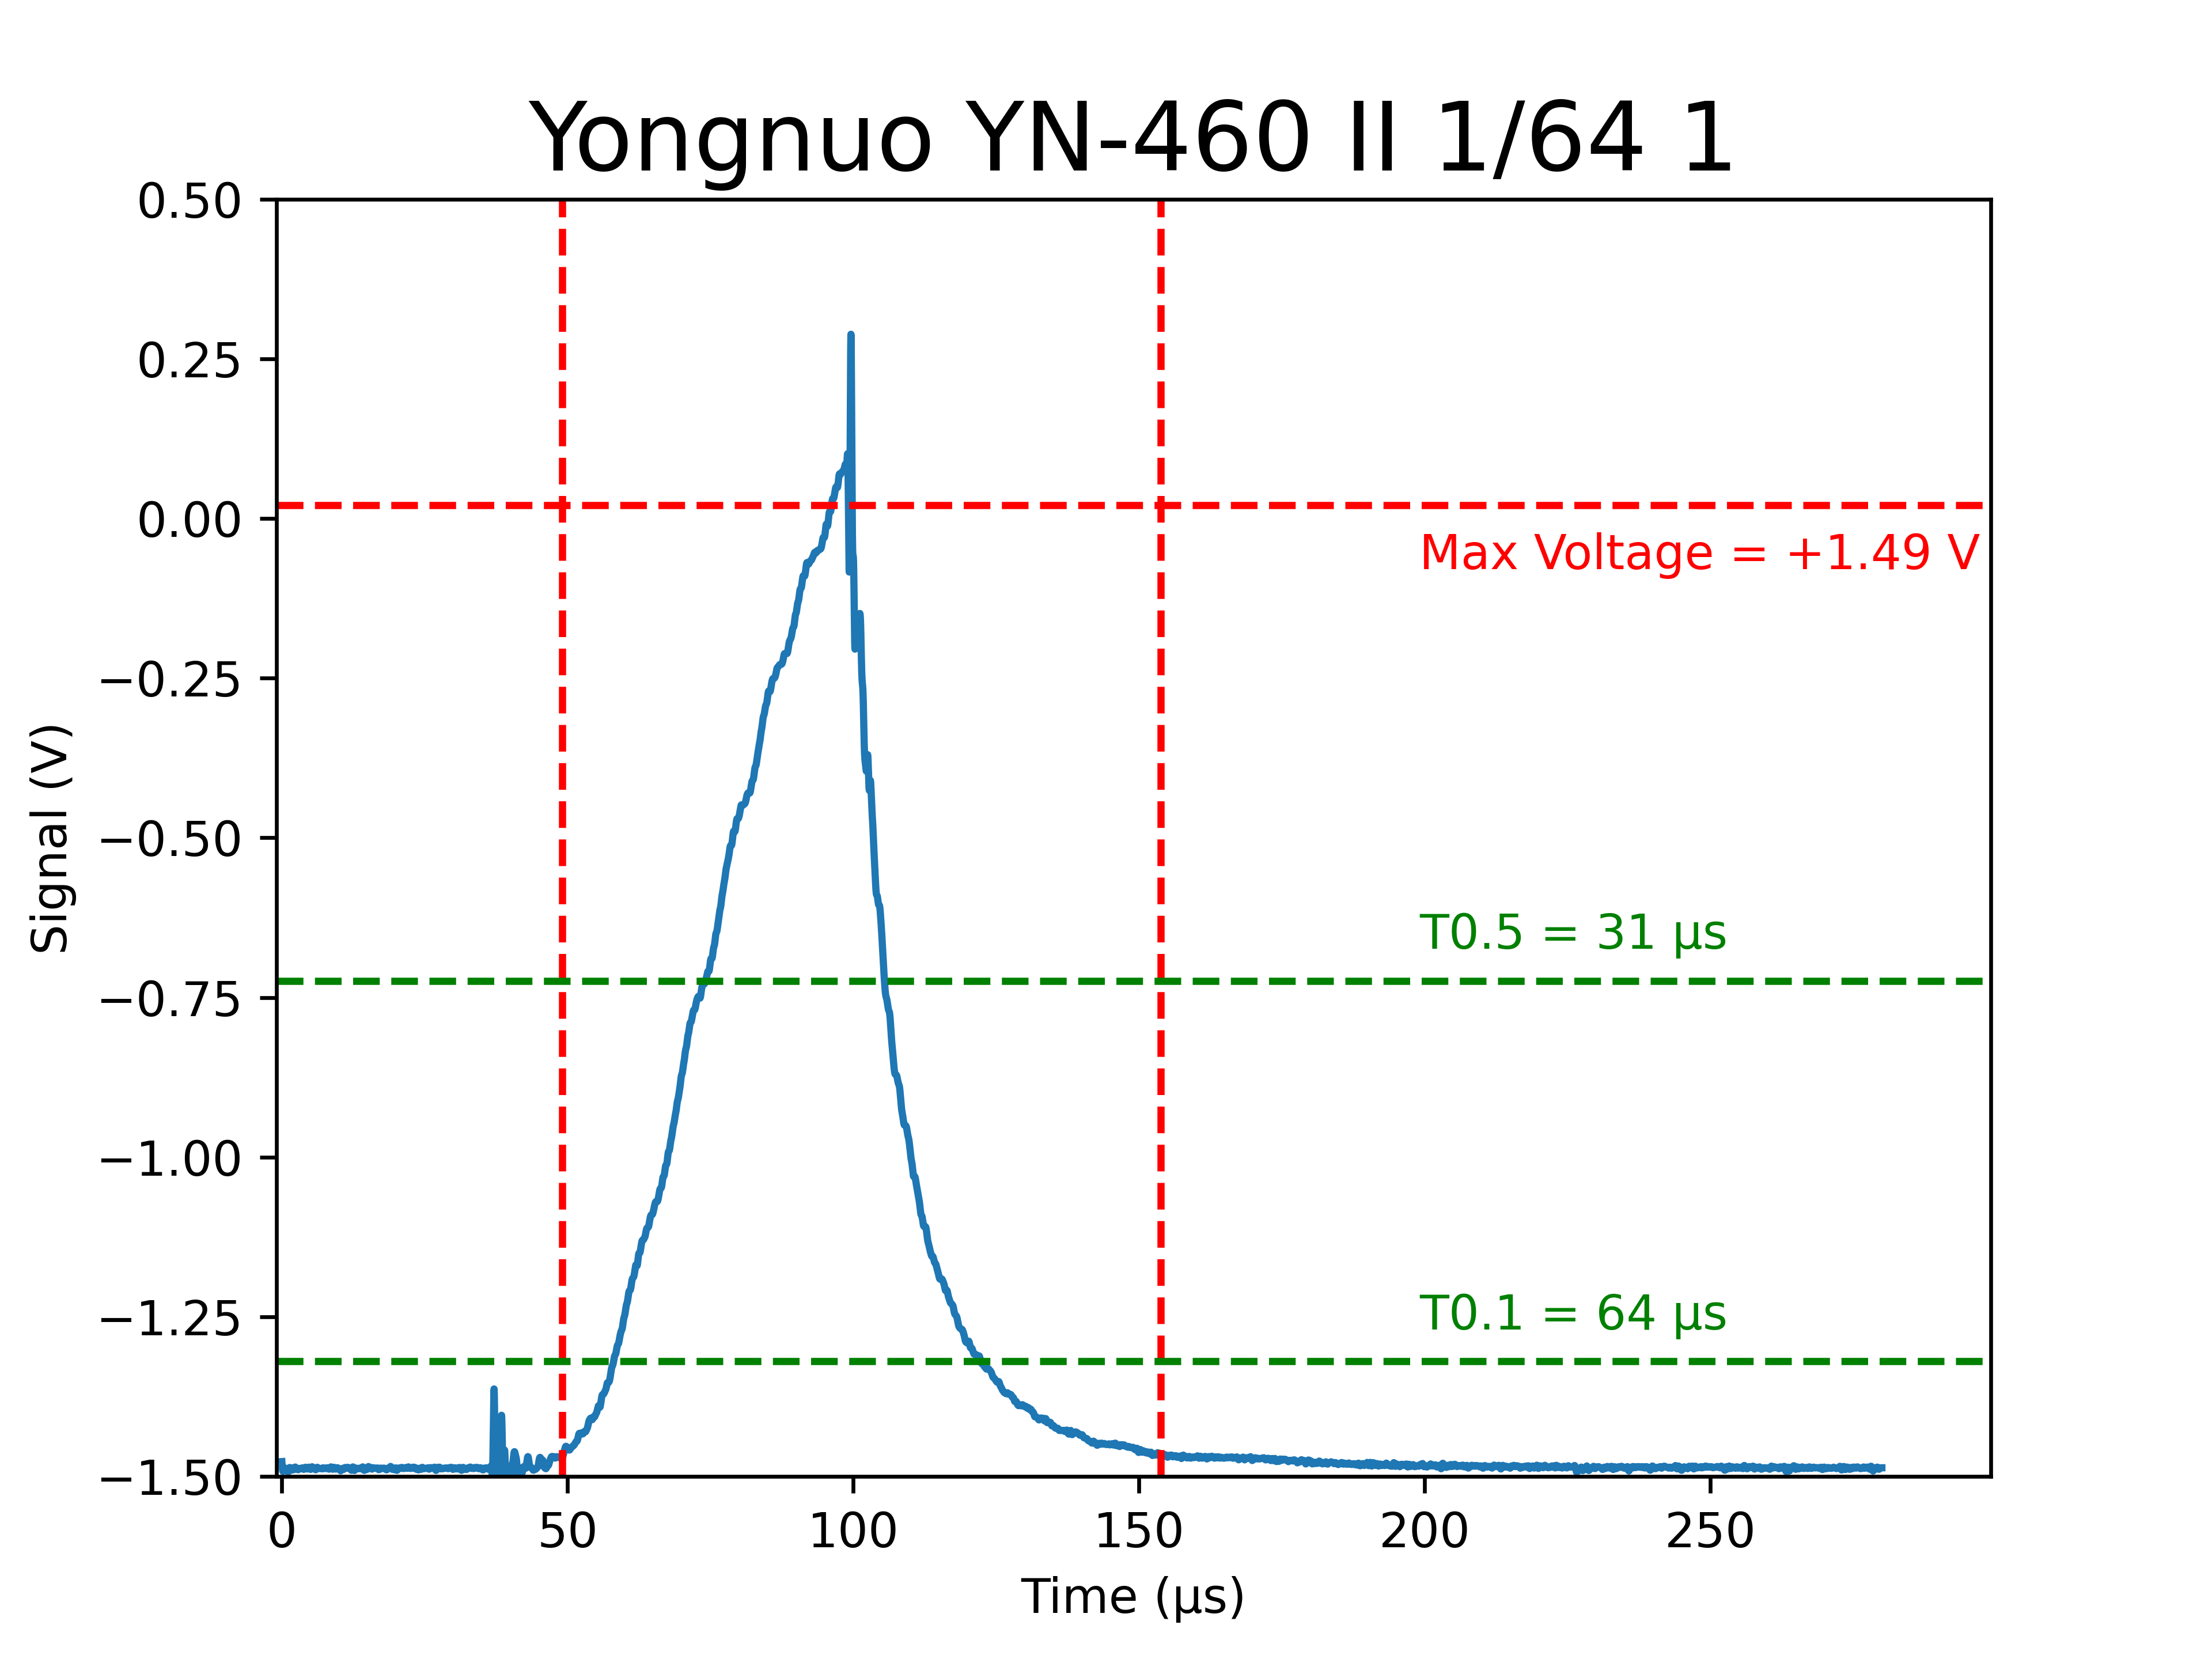 Yongnuo YN-460 II 1/64 1
0.50
0.25
0.00
−0.25
−0.50
−0.75
−1.00
−1.25
−1.50
Signal (V)
Max Voltage = +1.49 V
T0.5 = 31 µs
T0.1 = 64 µs
0 50 100 150 200 250
Time (µs)